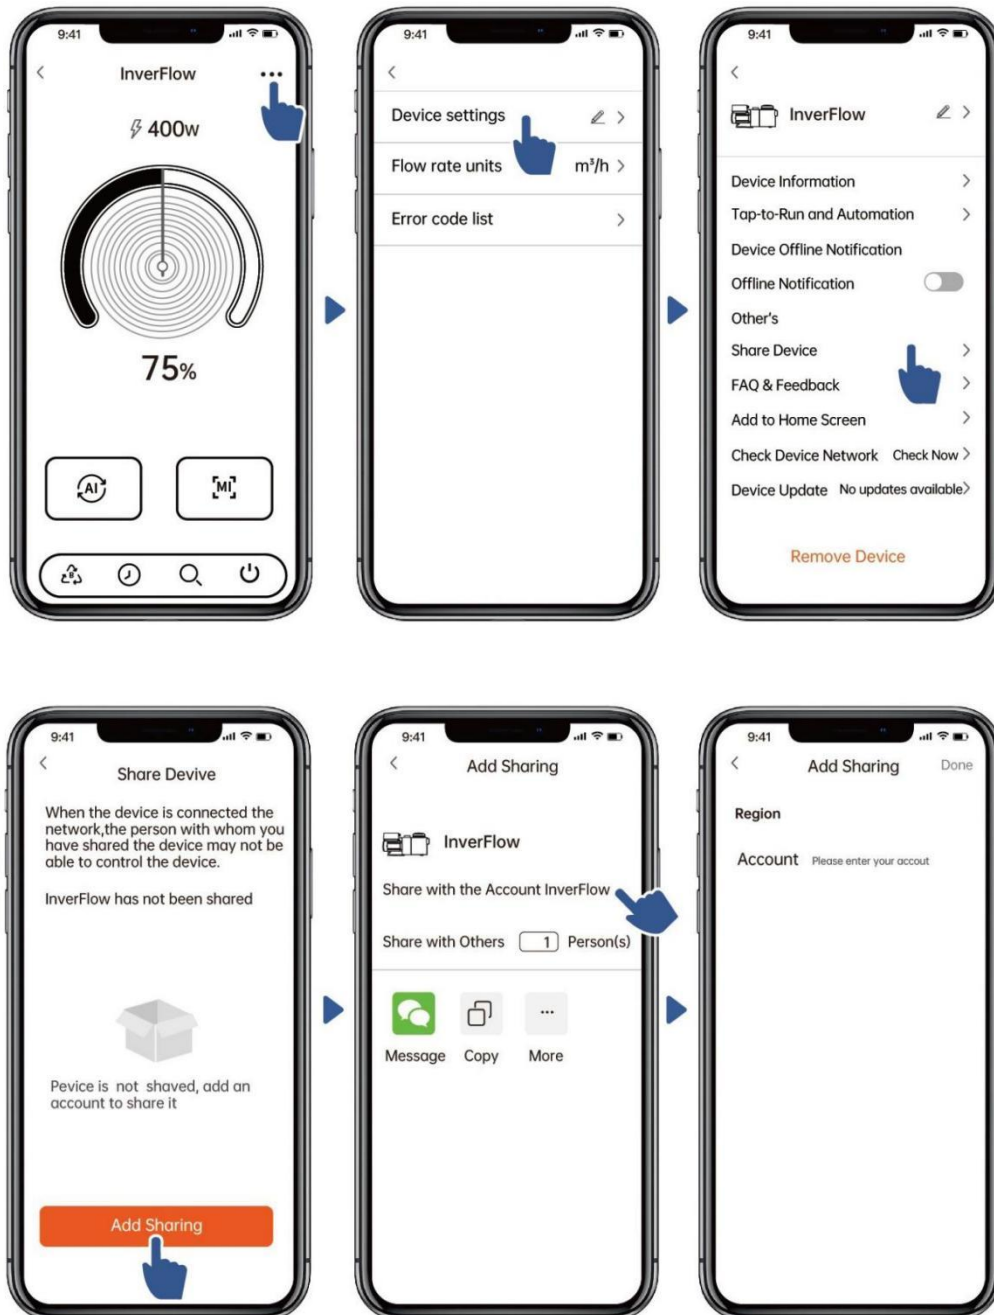 9:41
InverFlow
400W
75%
AI
MI
9:41
Device settings
Flow rate units m³/h
Error code list
9:41
InverFlow
Device Information
Tap-to-Run and Automation
Device Offline Notification
Offline Notification
Other's
Share Device
FAQ & Feedback
Add to Home Screen
Check Device Network Check Now
Device Update No updates available
Remove Device
9:41
Share Devive
When the device is connected the
network,the person with whom you
have shared the device may not be
able to control the device.
InverFlow has not been shared
Pevice is not shaved, add an
account to share it
Add Sharing
9:41
Add Sharing
InverFlow
Share with the Account InverFlow
Share with Others 1 Person(s)
Message Copy More
9:41
Add Sharing Done
Region
Account Please enter your accout